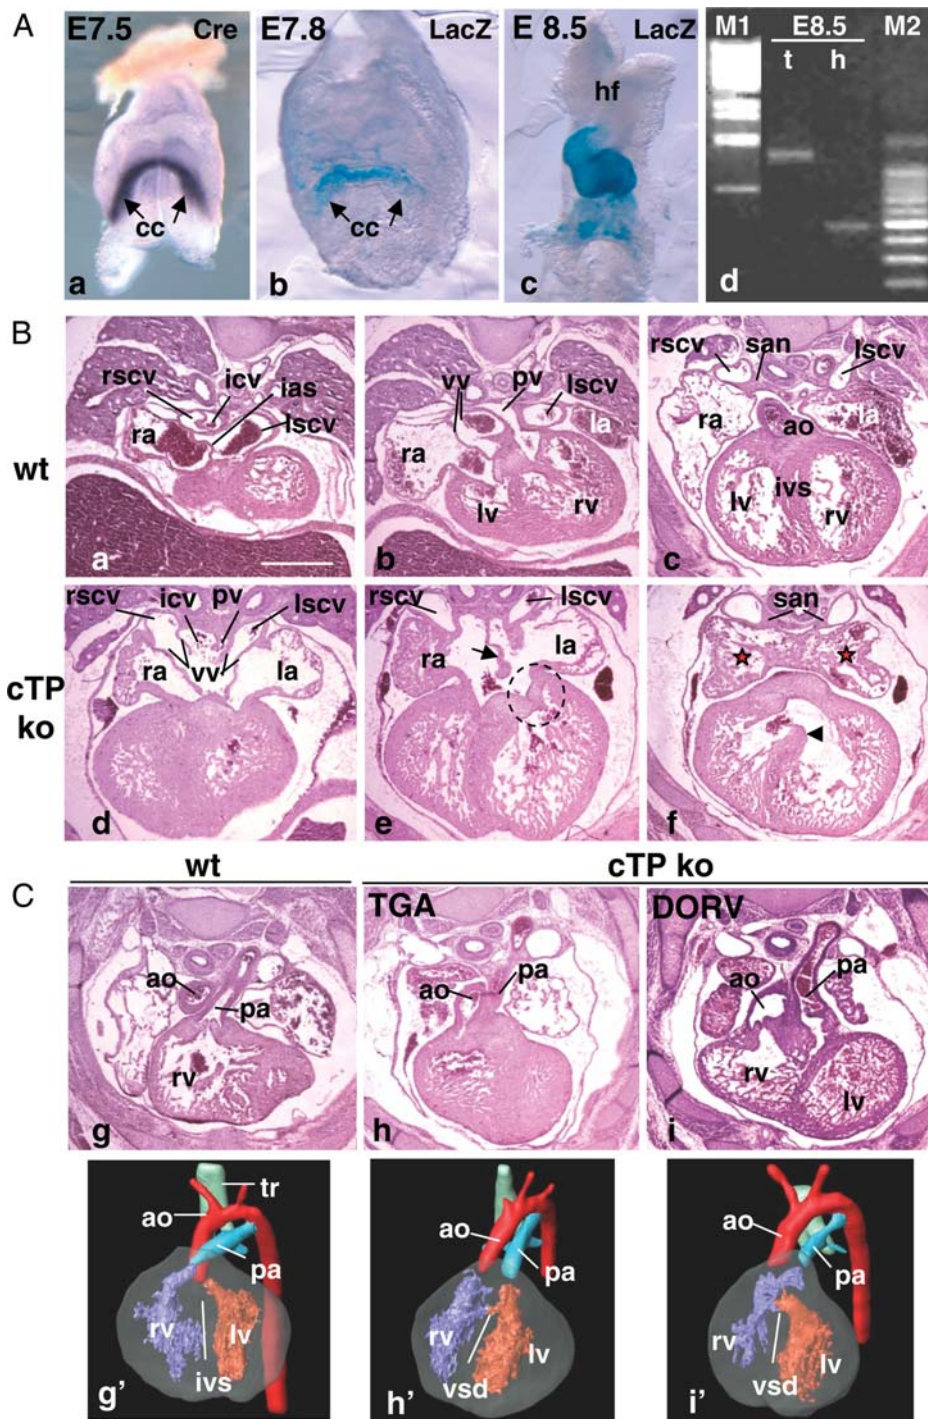 A
E7.5 Cre
cc
a
E7.8 LacZ
cc
b
E 8.5 LacZ
hf
c
M1 E8.5 M2
t h
d
B
wt
rscv icv ias lscv
ra
a
vv pv lscv
la
ra
lv rv
b
rscv san lscv
ra la
ao
lv ivs rv
c
cTP ko
rscv icv pv lscv
ra vv la
d
rscv lscv
ra la
e
san
f
C
wt cTP ko
ao
pa
rv
g
TGA
ao pa
h
DORV
ao pa
rv lv
i
tr
ao
pa
rv lv
ivs
g'
ao
pa
rv lv
vsd
h'
ao
pa
rv lv
vsd
i'